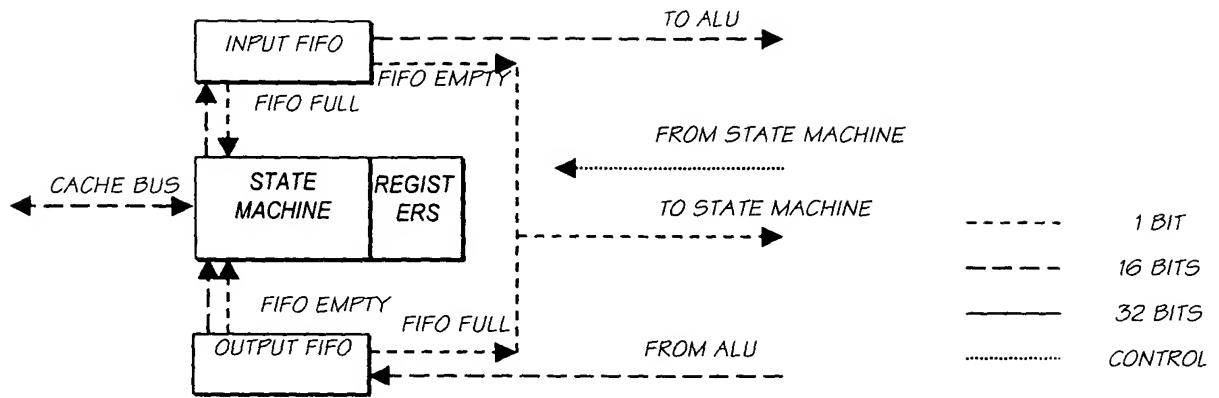 TO ALU
INPUT FIFO
FIFO EMPTY
FIFO FULL
FROM STATE MACHINE
CACHE BUS
STATE
MACHINE
REGIST
ERS
TO STATE MACHINE
1 BIT
16 BITS
FIFO EMPTY
FIFO FULL
32 BITS
OUTPUT FIFO
FROM ALU
CONTROL